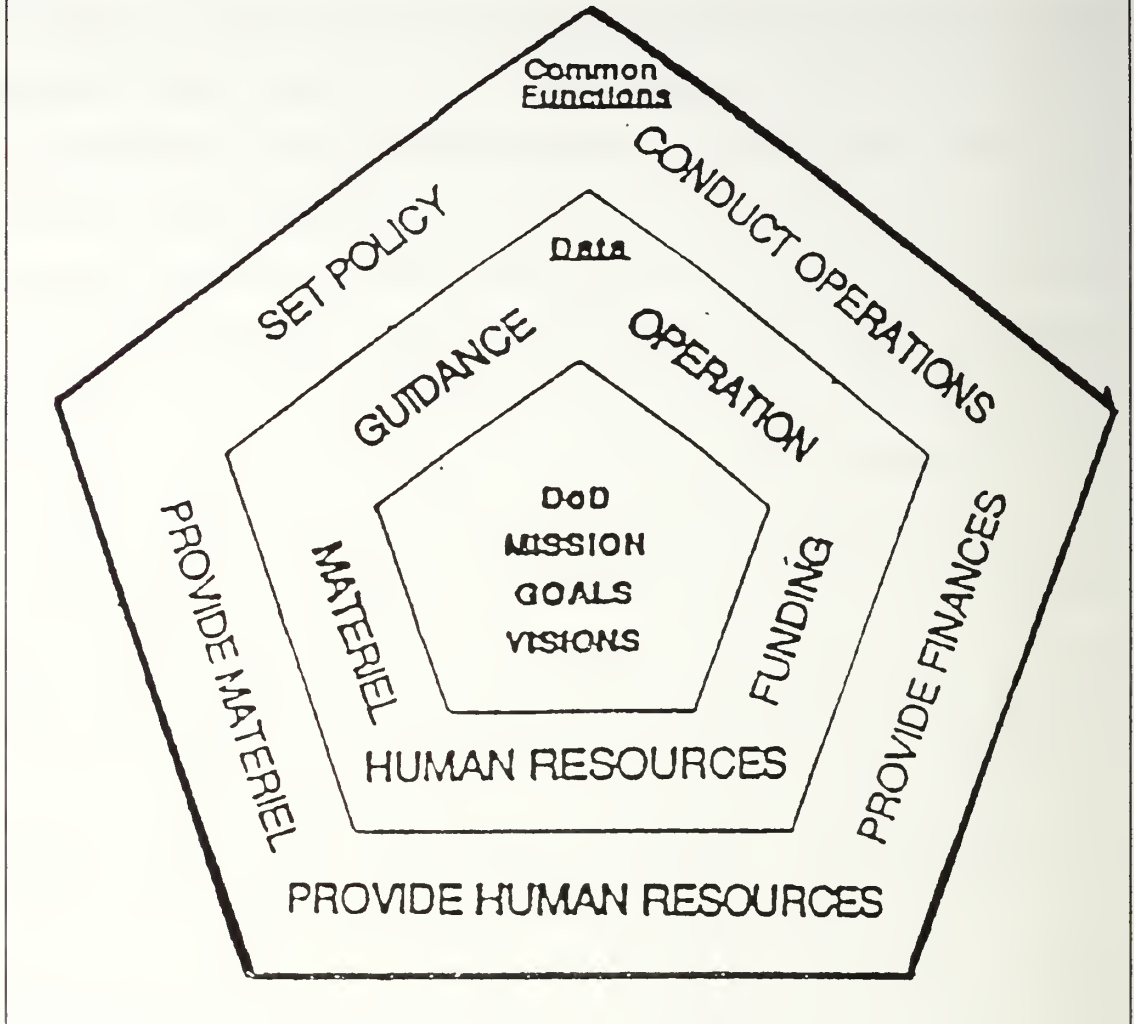 Common
Functions
SET POLICY
CONDUCT OPERATIONS
PROVIDE MATERIEL
PROVIDE FINANCES
PROVIDE HUMAN RESOURCES
Data
GUIDANCE
OPERATION
MATERIEL
FUNDING
HUMAN RESOURCES
DoD
MISSION
GOALS
VISIONS